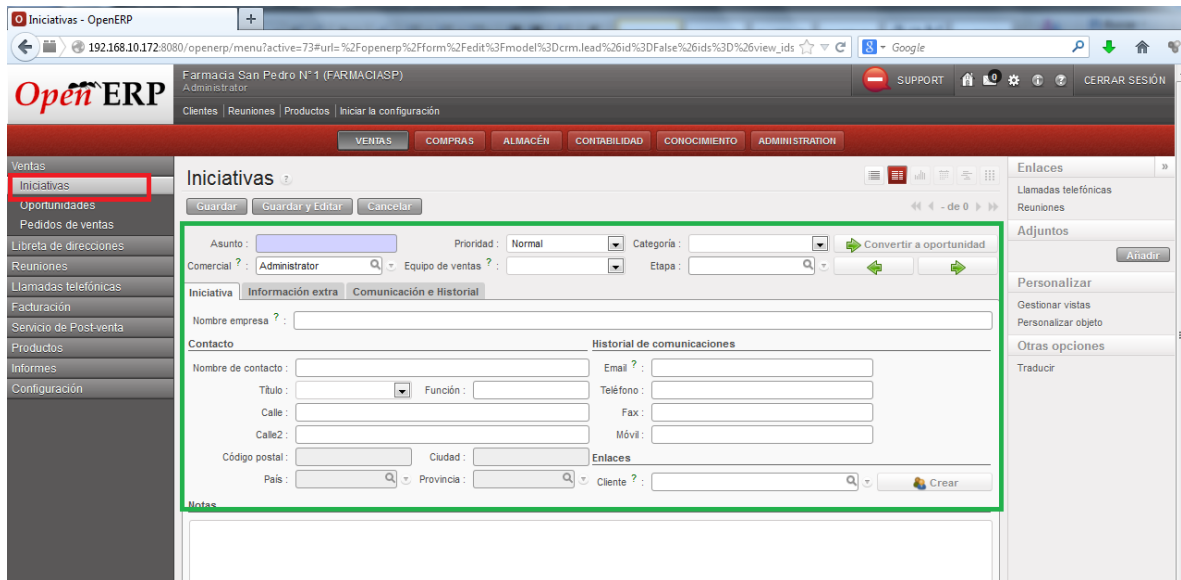 Iniciativas - OpenERP
192.168.10.172:8080/openerp/menu?active=73#url=%2Fopenerp%2Fform%2Fedit%3Fmodel%3Dcrm.lead%26id%3DFalse%26ids%3D%26view_ids
Google
Open ERP
Farmacia San Pedro N°1 (FARMACIASP)
Administrator
SUPPORT
0
CERRAR SESIÓN
Clientes | Reuniones | Productos | Iniciar la configuración
VENTAS COMPRAS ALMACÉN CONTABILIDAD CONOCIMIENTO ADMINISTRATION
Ventas
Iniciativas
Oportunidades
Pedidos de ventas
Libreta de direcciones
Reuniones
Llamadas telefónicas
Facturación
Servicio de Post-venta
Productos
Informes
Configuración
Iniciativas ?
Guardar Guardar y Editar Cancelar
- de 0
Asunto : Prioridad : Normal Categoría : Convertir a oportunidad
Comercial ? : Administrator Equipo de ventas ? : Etapa :
Iniciativa Información extra Comunicación e Historial
Nombre empresa ? :
Contacto Historial de comunicaciones
Nombre de contacto : Email ? :
Título : Función : Teléfono :
Calle : Fax :
Calle2 : Móvil :
Código postal : Ciudad : Enlaces
País : Provincia : Cliente ? : Crear
Notas
Enlaces »
Llamadas telefónicas
Reuniones
Adjuntos
Añadir
Personalizar
Gestionar vistas
Personalizar objeto
Otras opciones
Traducir